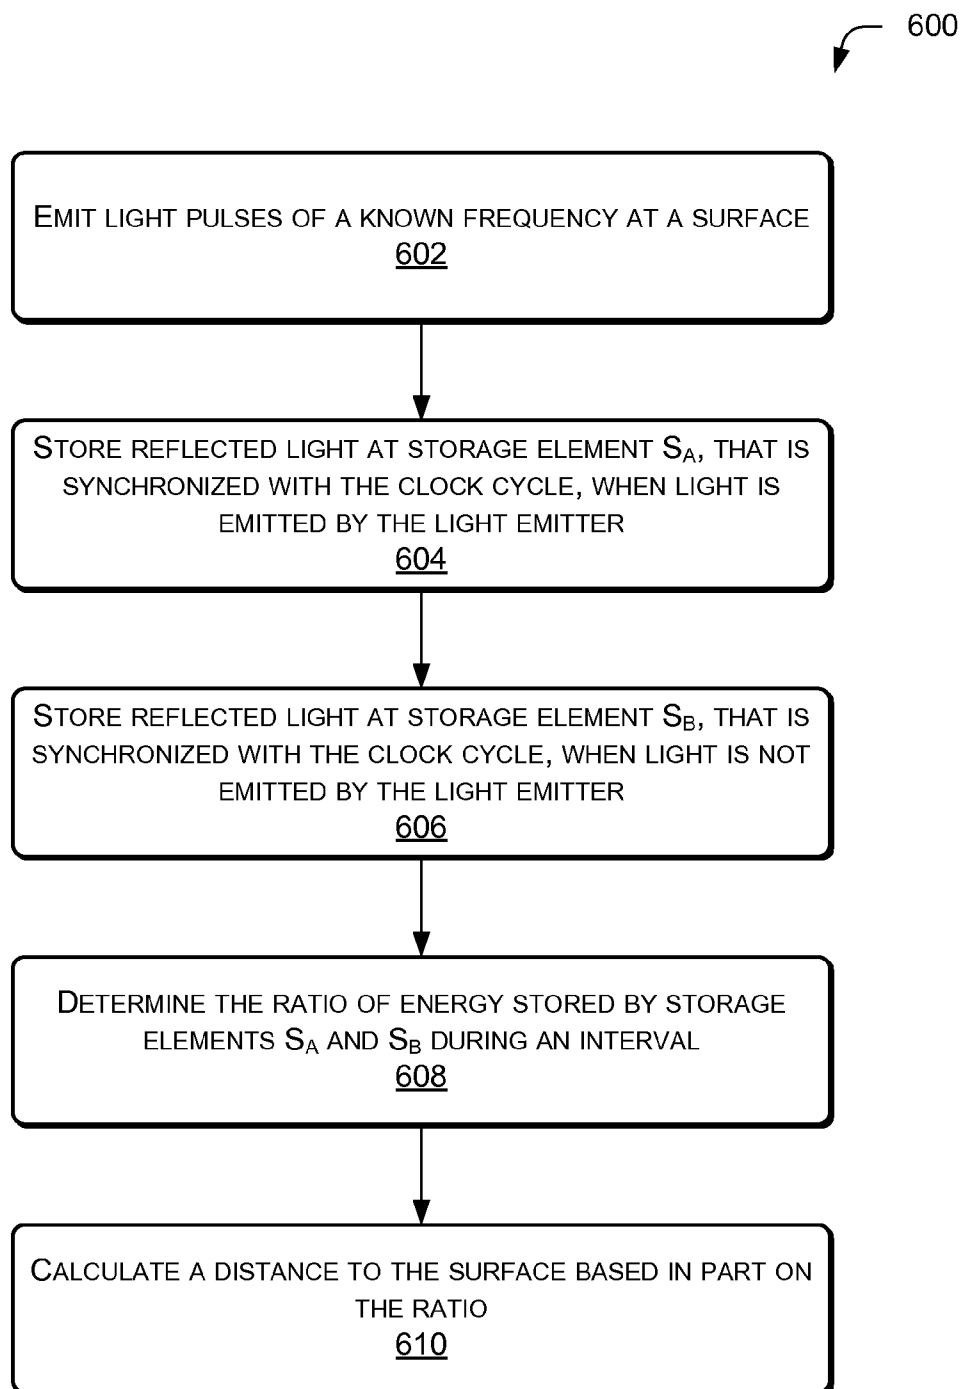 600
EMIT LIGHT PULSES OF A KNOWN FREQUENCY AT A SURFACE
602
STORE REFLECTED LIGHT AT STORAGE ELEMENT SA, THAT IS
SYNCHRONIZED WITH THE CLOCK CYCLE, WHEN LIGHT IS
EMITTED BY THE LIGHT EMITTER
604
STORE REFLECTED LIGHT AT STORAGE ELEMENT SB, THAT IS
SYNCHRONIZED WITH THE CLOCK CYCLE, WHEN LIGHT IS NOT
EMITTED BY THE LIGHT EMITTER
606
DETERMINE THE RATIO OF ENERGY STORED BY STORAGE
ELEMENTS SA AND SB DURING AN INTERVAL
608
CALCULATE A DISTANCE TO THE SURFACE BASED IN PART ON
THE RATIO
610